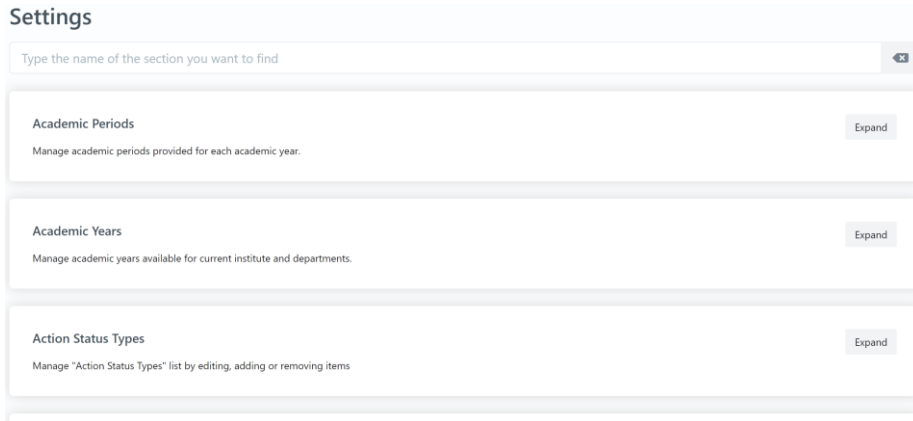 Settings
Type the name of the section you want to find
Academic Periods
Expand
Manage academic periods provided for each academic year.
Academic Years
Expand
Manage academic years available for current institute and departments.
Action Status Types
Expand
Manage "Action Status Types" list by editing, adding or removing items